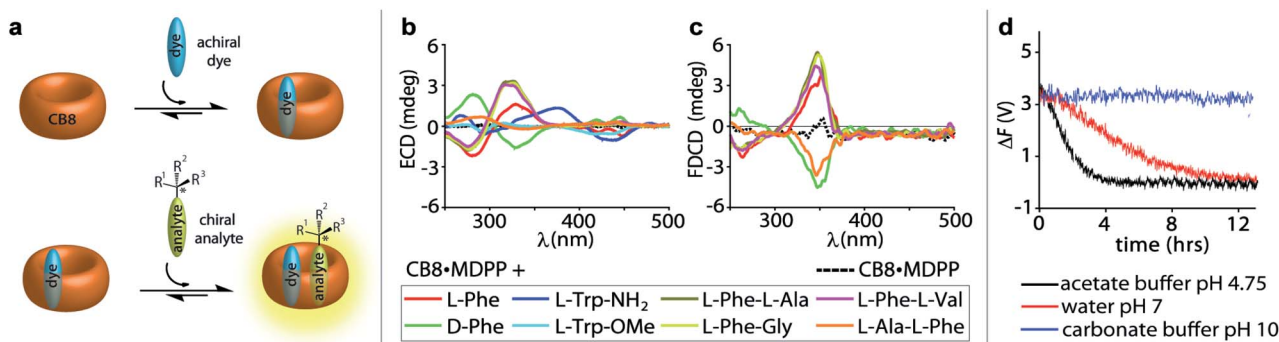 a
dye
achiral
dye
CB8
dye
R¹ R² R³
*
analyte
chiral
analyte
dye
R¹ R² R³
*
dye
analyte
b
ECD (mdeg)
6
3
0
-3
-6
300 400 500
λ(nm)
c
FDCD (mdeg)
6
3
0
-3
-6
300 400 500
λ(nm)
CB8•MDPP + CB8•MDPP
L-Phe L-Trp-NH₂ L-Phe-L-Ala L-Phe-L-Val
D-Phe L-Trp-OMe L-Phe-Gly L-Ala-L-Phe
d
ΔF (V)
5
3
1
-1
0 4 8 12
time (hrs)
acetate buffer pH 4.75
water pH 7
carbonate buffer pH 10